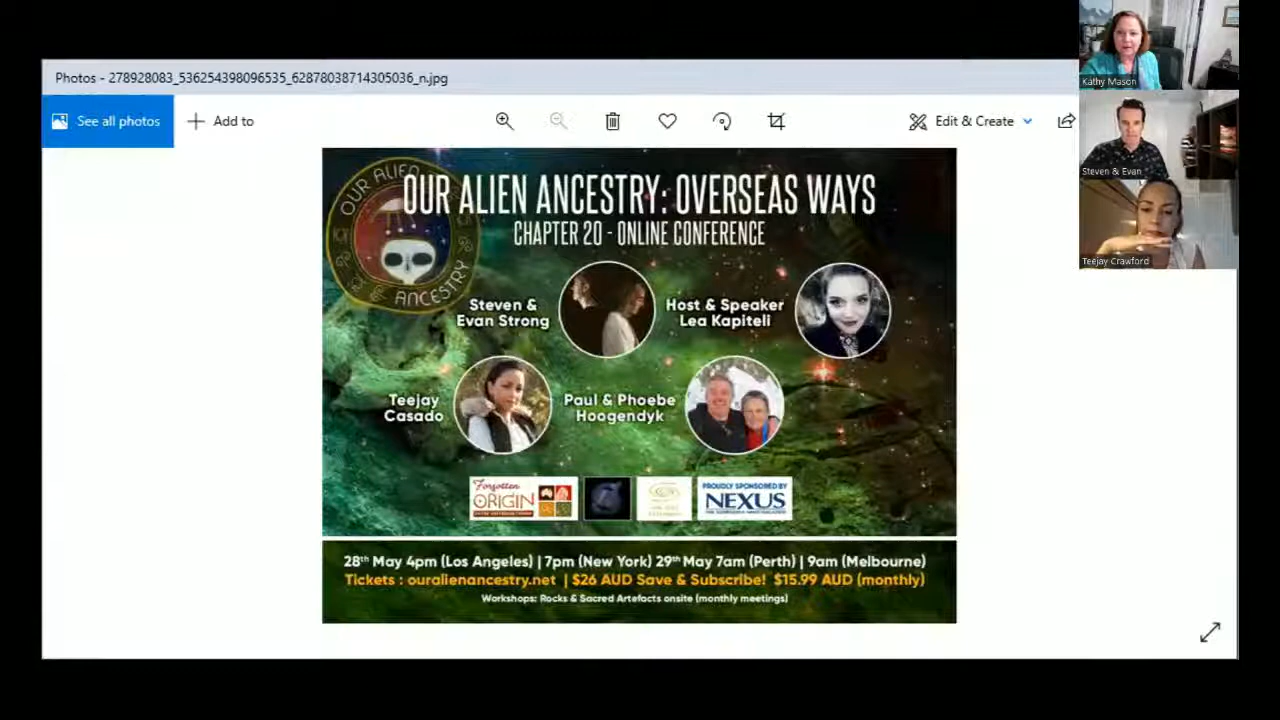 Photos - 278928083_536254398096535_62878038714305036_n.jpg
See all photos
Add to
Edit & Create
Kathy Mason
Steven & Evan
Teejay Crawford
OUR ALIEN
ANCESTRY
OUR ALIEN ANCESTRY: OVERSEAS WAYS
CHAPTER 20 - ONLINE CONFERENCE
Steven &
Evan Strong
Host & Speaker
Lea Kapiteli
Teejay
Casado
Paul & Phoebe
Hoogendyk
Forgotten
ORIGIN
PROUDLY SPONSORED BY
NEXUS
28th May 4pm (Los Angeles) | 7pm (New York) 29th May 7am (Perth) | 9am (Melbourne)
Tickets : ouralienancestry.net | $26 AUD Save & Subscribe! $15.99 AUD (monthly)
Workshops: Rocks & Sacred Artefacts onsite (monthly meetings)